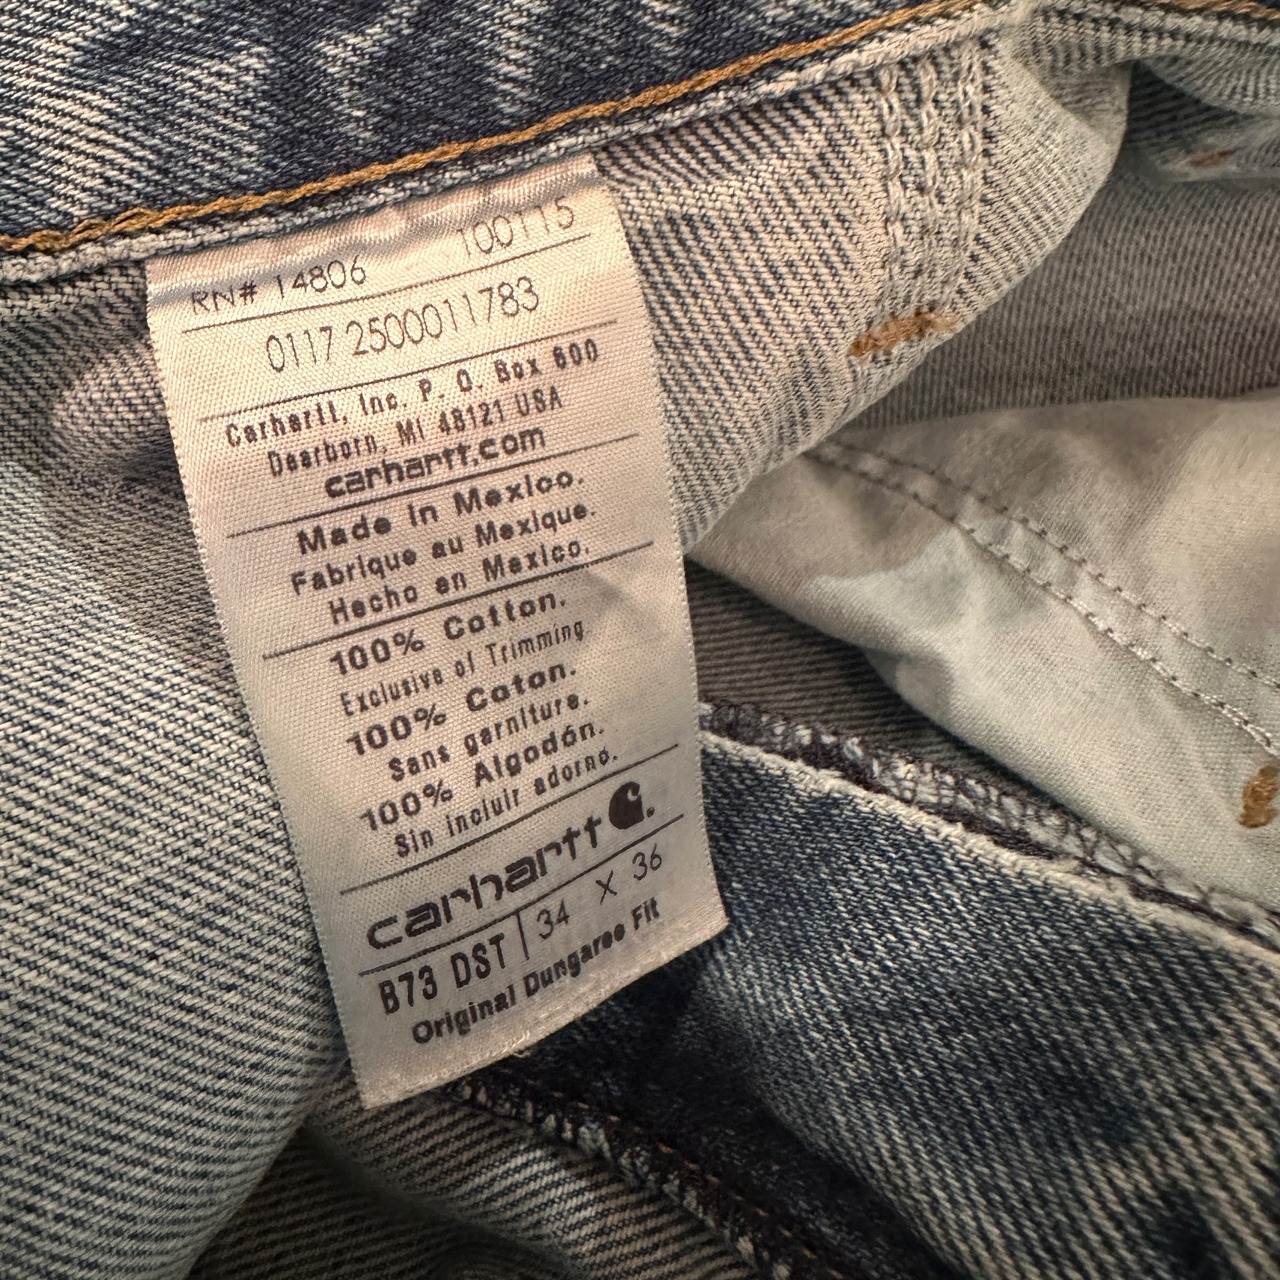 RN# 14806 100115
0117 2500011783
Carhartt, Inc. P. O. Box 600
Dearborn, MI 48121 USA
carhartt.com
Made in Mexico.
Fabriqué au Mexique.
Hecho en Mexico.
100% Cotton.
Exclusive of Trimming
100% Coton.
Sans garniture.
100% Algodón.
Sin incluir adorno.
carhartt
B73 DST 34 X 36
Original Dungaree Fit